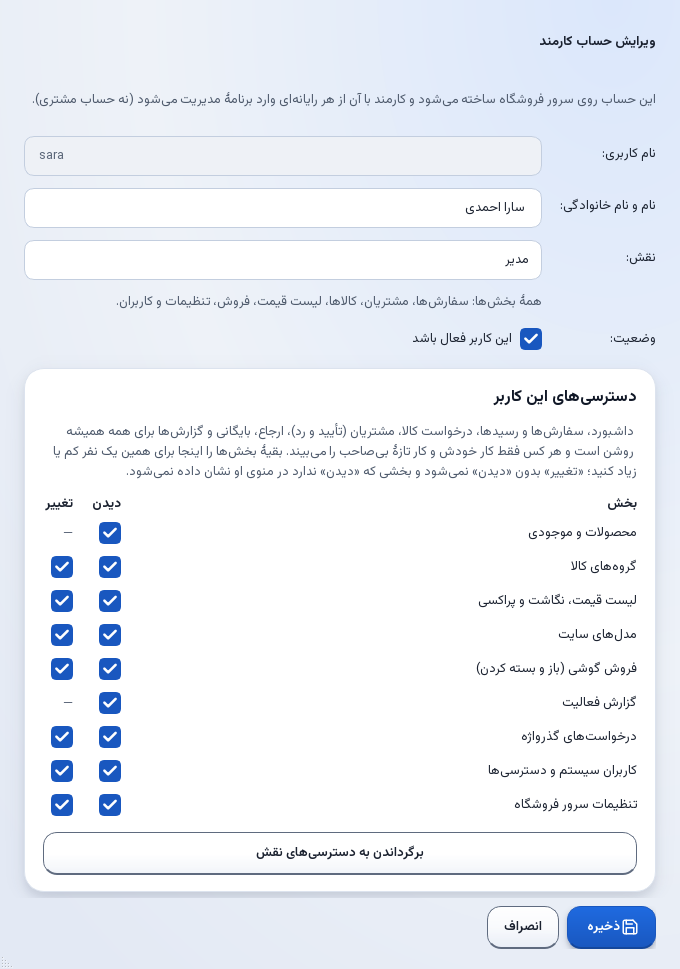 ویرایش حساب کارمند
این حساب روی سرور فروشگاه ساخته می‌شود و کارمند با آن از هر رایانه‌ای وارد برنامهٔ مدیریت می‌شود (نه حساب مشتری).
نام کاربری:
sara
نام و نام خانوادگی:
سارا احمدی
نقش:
مدیر
همهٔ بخش‌ها: سفارش‌ها، مشتریان، کالاها، لیست قیمت، فروش، تنظیمات و کاربران.
وضعیت:
این کاربر فعال باشد
دسترسی‌های این کاربر
داشبورد، سفارش‌ها و رسیدها، درخواست کالا، مشتریان (تأیید و رد)، ارجاع، بایگانی و گزارش‌ها برای همه همیشه
روشن است و هر کس فقط کار خودش و کار تازهٔ بی‌صاحب را می‌بیند. بقیهٔ بخش‌ها را اینجا برای همین یک نفر کم یا
زیاد کنید؛ «تغییر» بدون «دیدن» نمی‌شود و بخشی که «دیدن» ندارد در منوی او نشان داده نمی‌شود.
بخش دیدن تغییر
محصولات و موجودی —
گروه‌های کالا
لیست قیمت، نگاشت و پراکسی
مدل‌های سایت
فروش گوشی (باز و بسته کردن)
گزارش فعالیت —
درخواست‌های گذرواژه
کاربران سیستم و دسترسی‌ها
تنظیمات سرور فروشگاه
برگرداندن به دسترسی‌های نقش
ذخیره
انصراف